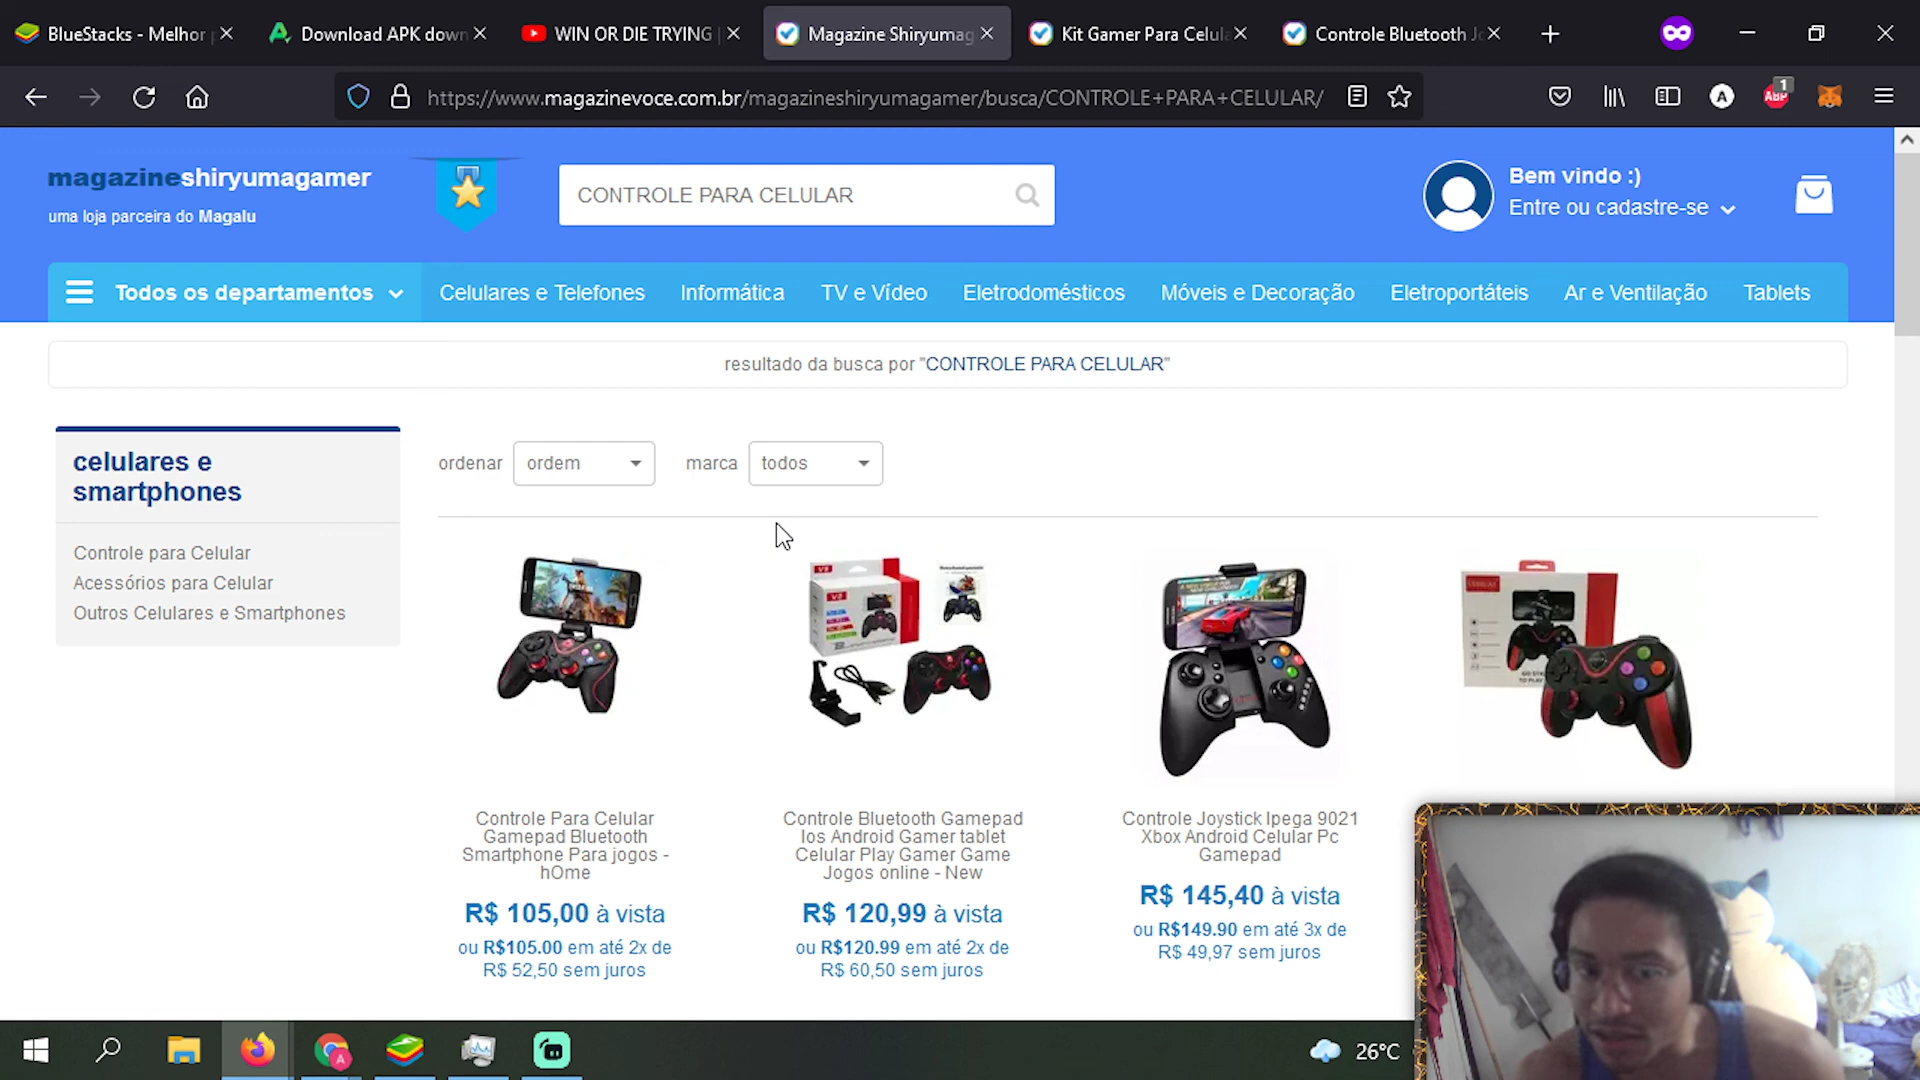 BlueStacks - Melhor
Download APK down
WIN OR DIE TRYING
Magazine Shiryumag
Kit Gamer Para Celula
Controle Bluetooth Jo
https://www.magazinevoce.com.br/magazineshiryumagamer/busca/CONTROLE+PARA+CELULAR/
A
ABP
1
magazineshiryumagamer
uma loja parceira do Magalu
CONTROLE PARA CELULAR
Bem vindo :)
Entre ou cadastre-se
Todos os departamentos
Celulares e Telefones
Informática
TV e Vídeo
Eletrodomésticos
Móveis e Decoração
Eletroportáteis
Ar e Ventilação
Tablets
resultado da busca por "CONTROLE PARA CELULAR"
celulares e
smartphones
Controle para Celular
Acessórios para Celular
Outros Celulares e Smartphones
ordenar
ordem
marca
todos
Controle Para Celular
Gamepad Bluetooth
Smartphone Para jogos -
hOme
R$ 105,00 à vista
ou R$105.00 em até 2x de
R$ 52,50 sem juros
Controle Bluetooth Gamepad
Ios Android Gamer tablet
Celular Play Gamer Game
Jogos online - New
R$ 120,99 à vista
ou R$120.99 em até 2x de
R$ 60,50 sem juros
Controle Joystick Ipega 9021
Xbox Android Celular Pc
Gamepad
R$ 145,40 à vista
ou R$149.90 em até 3x de
R$ 49,97 sem juros
26°C